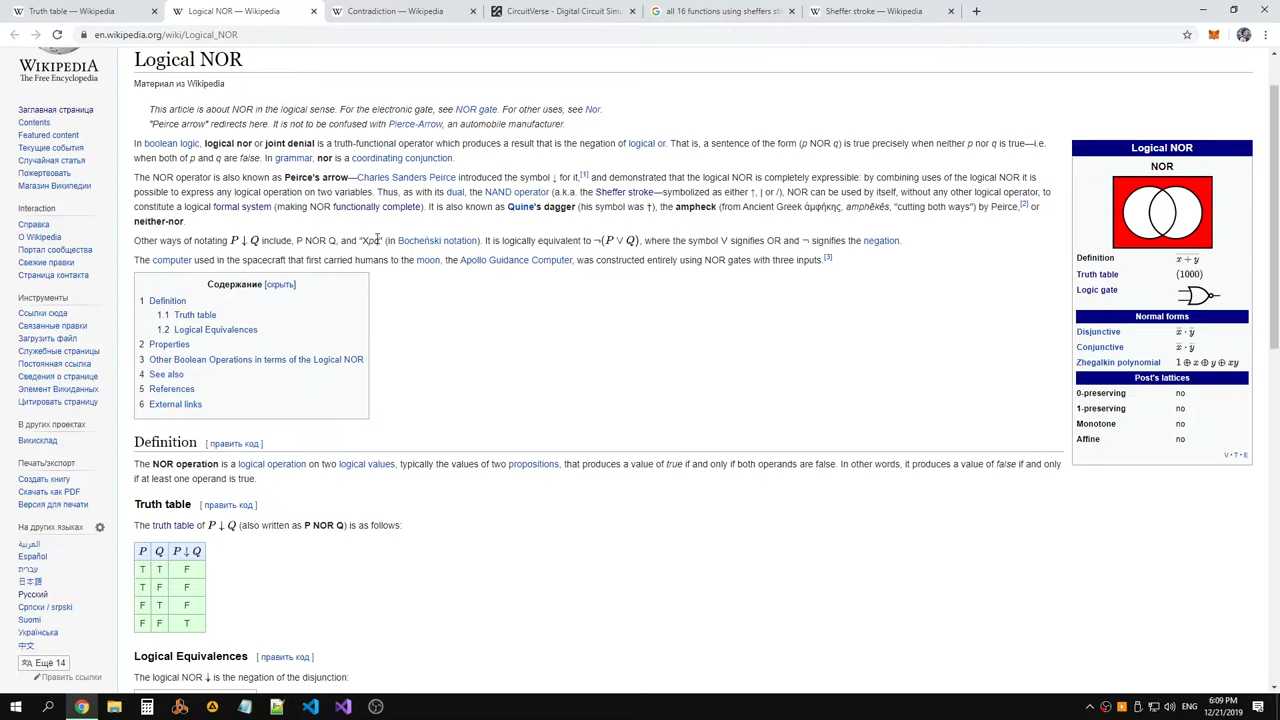 Truth table — Wikipedia
Logical NOR — Wikipedia
Contradiction — Wikipedia
CircuitVerse - Digital Circuit Simu
all 16 functions using sheffers str
Sheffer stroke — Wikipedia
en.wikipedia.org/wiki/Logical_NOR
WIKIPEDIA
The Free Encyclopedia
Заглавная страница
Contents
Featured content
Текущие события
Случайная статья
Пожертвовать
Магазин Википедии
Interaction
Справка
О Wikipedia
Портал сообщества
Свежие правки
Страница контакта
Инструменты
Ссылки сюда
Связанные правки
Загрузить файл
Служебные страницы
Постоянная ссылка
Сведения о странице
Элемент Викиданных
Цитировать страницу
В других проектах
Викисклад
Печать/экспорт
Создать книгу
Скачать как PDF
Версия для печати
На других языках
العربية
Español
עברית
日本語
Русский
Српски / srpski
Suomi
Українська
中文
Ещё 14
Править ссылки
Logical NOR
Материал из Wikipedia
This article is about NOR in the logical sense. For the electronic gate, see NOR gate. For other uses, see Nor.
"Peirce arrow" redirects here. It is not to be confused with Pierce-Arrow, an automobile manufacturer.
In boolean logic, logical nor or joint denial is a truth-functional operator which produces a result that is the negation of logical or. That is, a sentence of the form (p NOR q) is true precisely when neither p nor q is true—i.e.
when both of p and q are false. In grammar, nor is a coordinating conjunction.
The NOR operator is also known as Peirce's arrow—Charles Sanders Peirce introduced the symbol ↓ for it,[1] and demonstrated that the logical NOR is completely expressible: by combining uses of the logical NOR it is
possible to express any logical operation on two variables. Thus, as with its dual, the NAND operator (a.k.a. the Sheffer stroke—symbolized as either ↑, | or /), NOR can be used by itself, without any other logical operator, to
constitute a logical formal system (making NOR functionally complete). It is also known as Quine's dagger (his symbol was †), the ampheck (from Ancient Greek ἀμφήκης, amphēkēs, "cutting both ways") by Peirce,[2] or
neither-nor.
Other ways of notating P ↓ Q include, P NOR Q, and "Xpq" (in Bocheński notation). It is logically equivalent to ¬(P ∨ Q), where the symbol ∨ signifies OR and ¬ signifies the negation.
The computer used in the spacecraft that first carried humans to the moon, the Apollo Guidance Computer, was constructed entirely using NOR gates with three inputs.[3]
Содержание [скрыть]
1 Definition
1.1 Truth table
1.2 Logical Equivalences
2 Properties
3 Other Boolean Operations in terms of the Logical NOR
4 See also
5 References
6 External links
Definition [ править код ]
The NOR operation is a logical operation on two logical values, typically the values of two propositions, that produces a value of true if and only if both operands are false. In other words, it produces a value of false if and only
if at least one operand is true.
Truth table [ править код ]
The truth table of P ↓ Q (also written as P NOR Q) is as follows:
P Q P ↓ Q
T T F
T F F
F T F
F F T
Logical Equivalences [ править код ]
The logical NOR ↓ is the negation of the disjunction:
Logical NOR
NOR
Definition x̅ ̅+̅ ̅y̅
Truth table (1000)
Logic gate
Normal forms
Disjunctive x̅ · y̅
Conjunctive x̅ · y̅
Zhegalkin polynomial 1 ⊕ x ⊕ y ⊕ xy
Post's lattices
0-preserving no
1-preserving no
Monotone no
Affine no
V · T · E
ENG
6:09 PM
12/21/2019